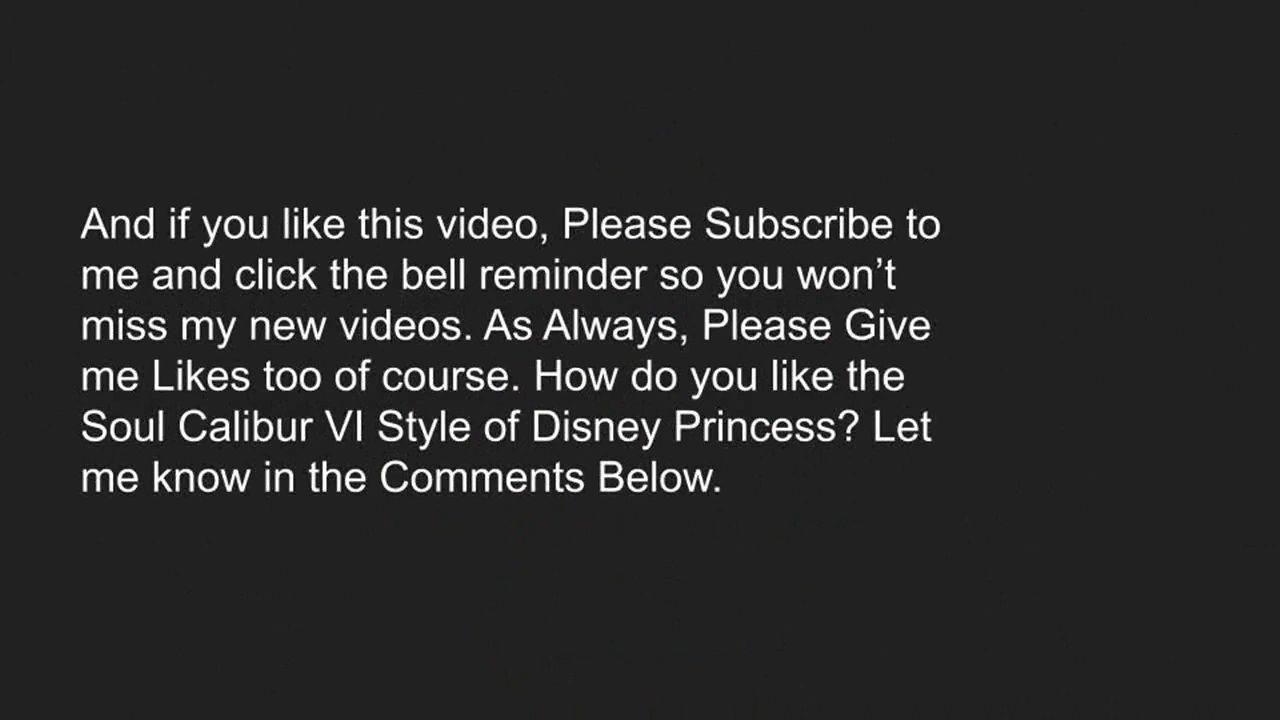 And if you like this video, Please Subscribe to
me and click the bell reminder so you won’t
miss my new videos. As Always, Please Give
me Likes too of course. How do you like the
Soul Calibur VI Style of Disney Princess? Let
me know in the Comments Below.